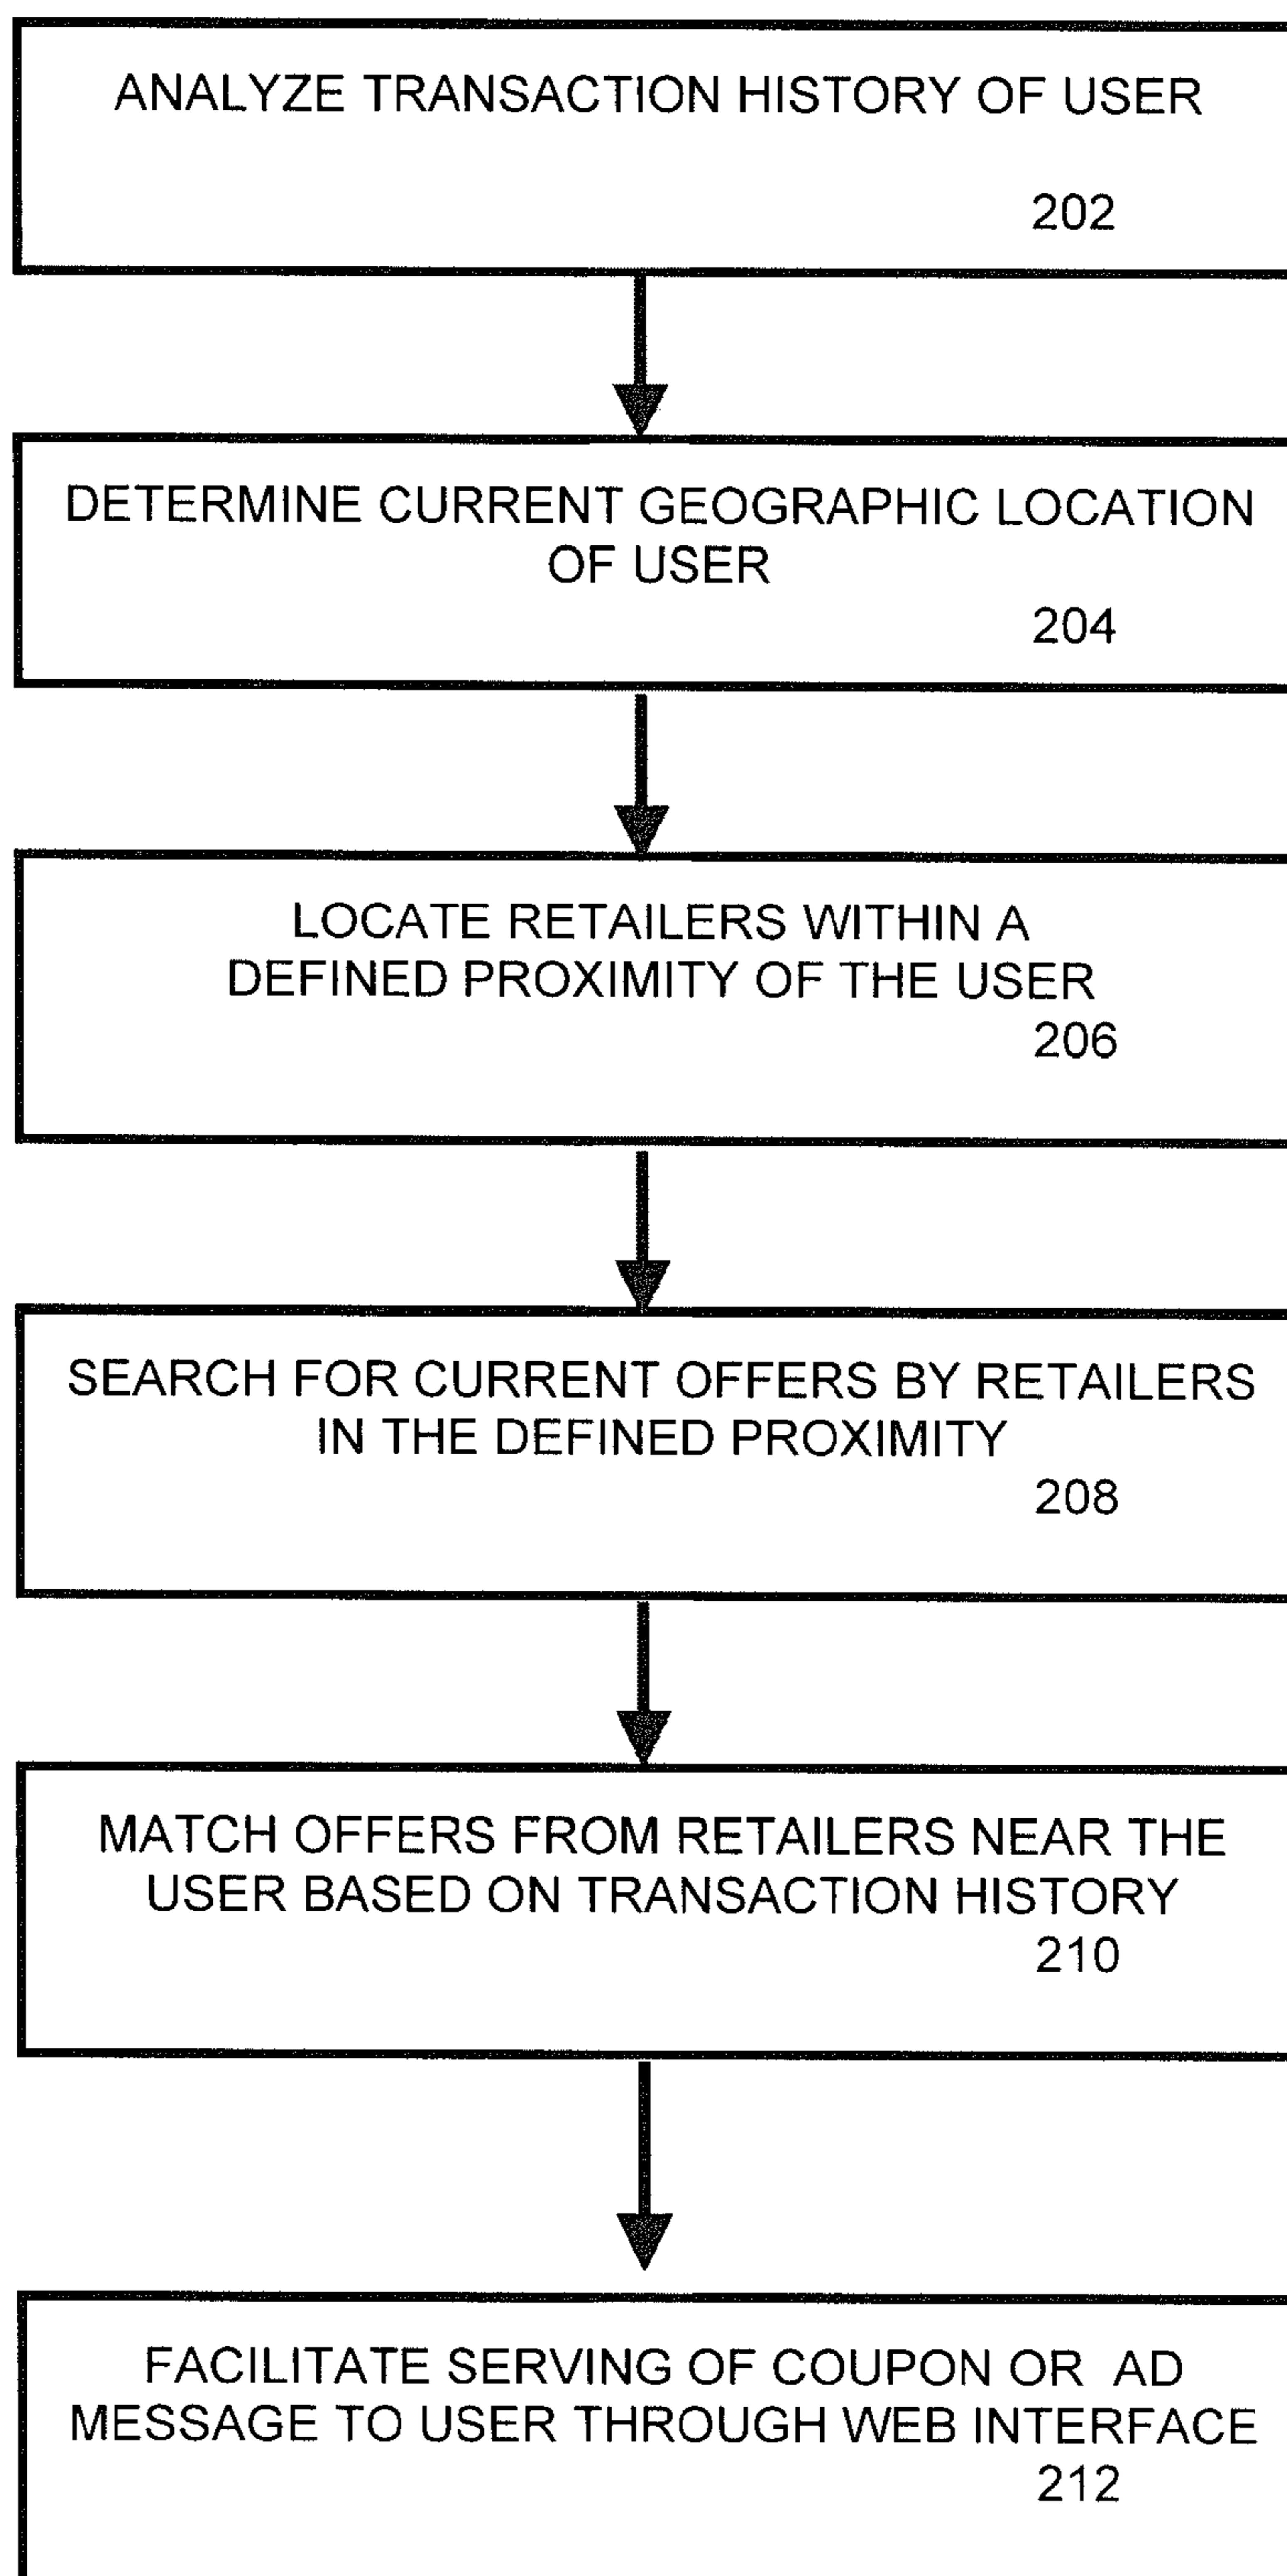 ANALYZE TRANSACTION HISTORY OF USER
202
DETERMINE CURRENT GEOGRAPHIC LOCATION
OF USER
204
LOCATE RETAILERS WITHIN A
DEFINED PROXIMITY OF THE USER
206
SEARCH FOR CURRENT OFFERS BY RETAILERS
IN THE DEFINED PROXIMITY
208
MATCH OFFERS FROM RETAILERS NEAR THE
USER BASED ON TRANSACTION HISTORY
210
FACILITATE SERVING OF COUPON OR AD
MESSAGE TO USER THROUGH WEB INTERFACE
212